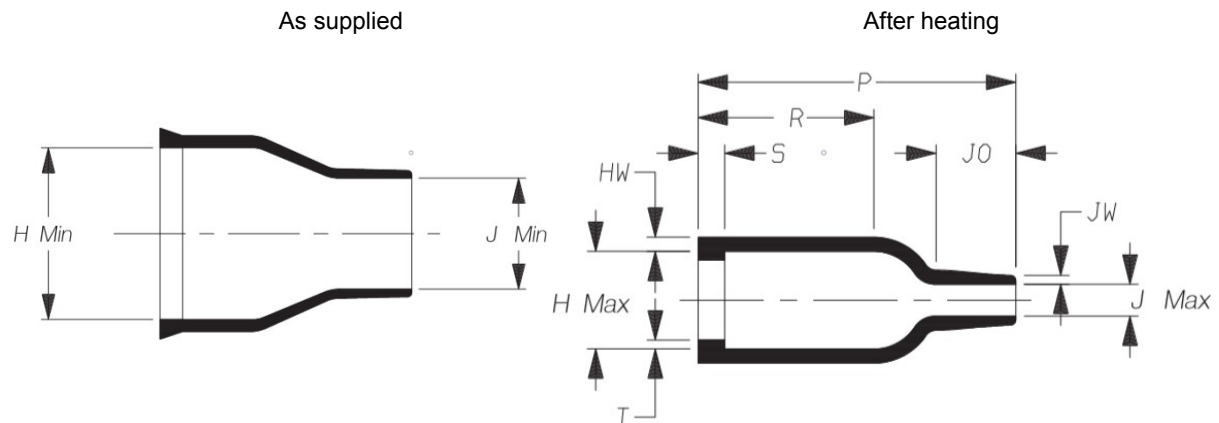 As supplied
After heating
H Min
J Min
P
R
S
JO
HW
JW
H Max
J Max
T